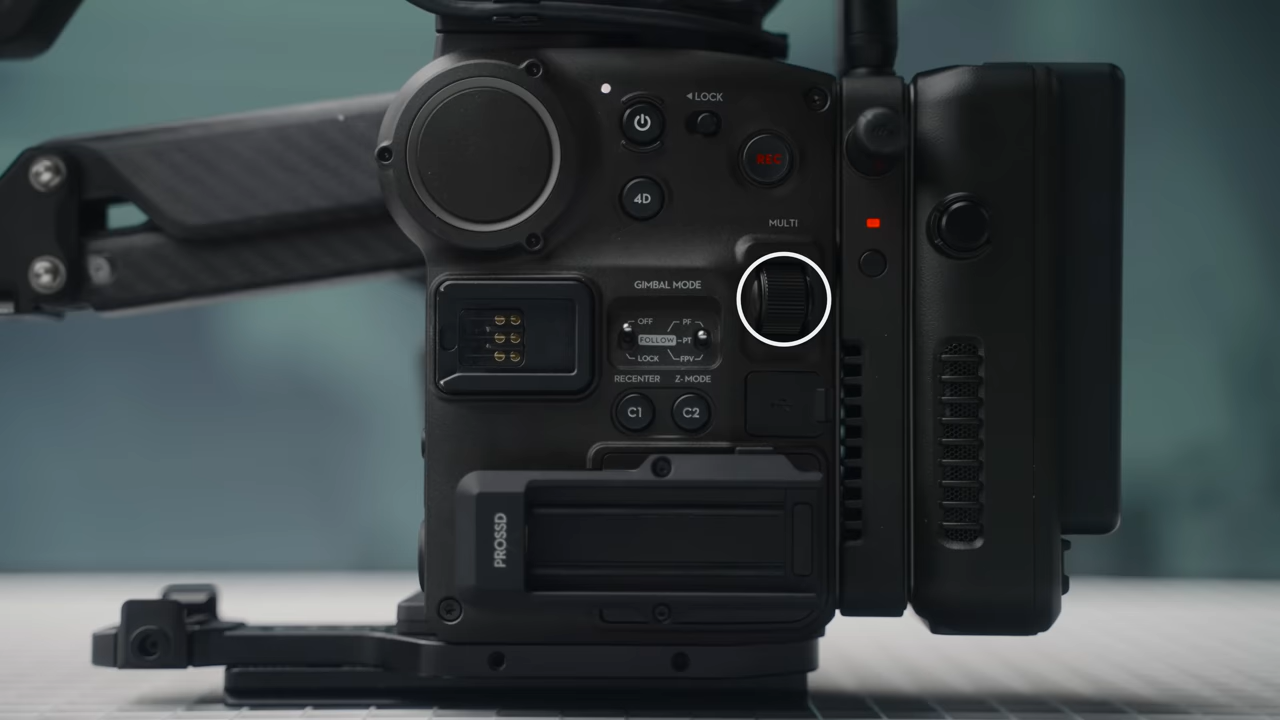 ◀LOCK
REC
4D
MULTI
GIMBAL MODE
OFF
PF
FOLLOW
PT
LOCK
FPV
RECENTER
Z-MODE
C1
C2
PROSSD